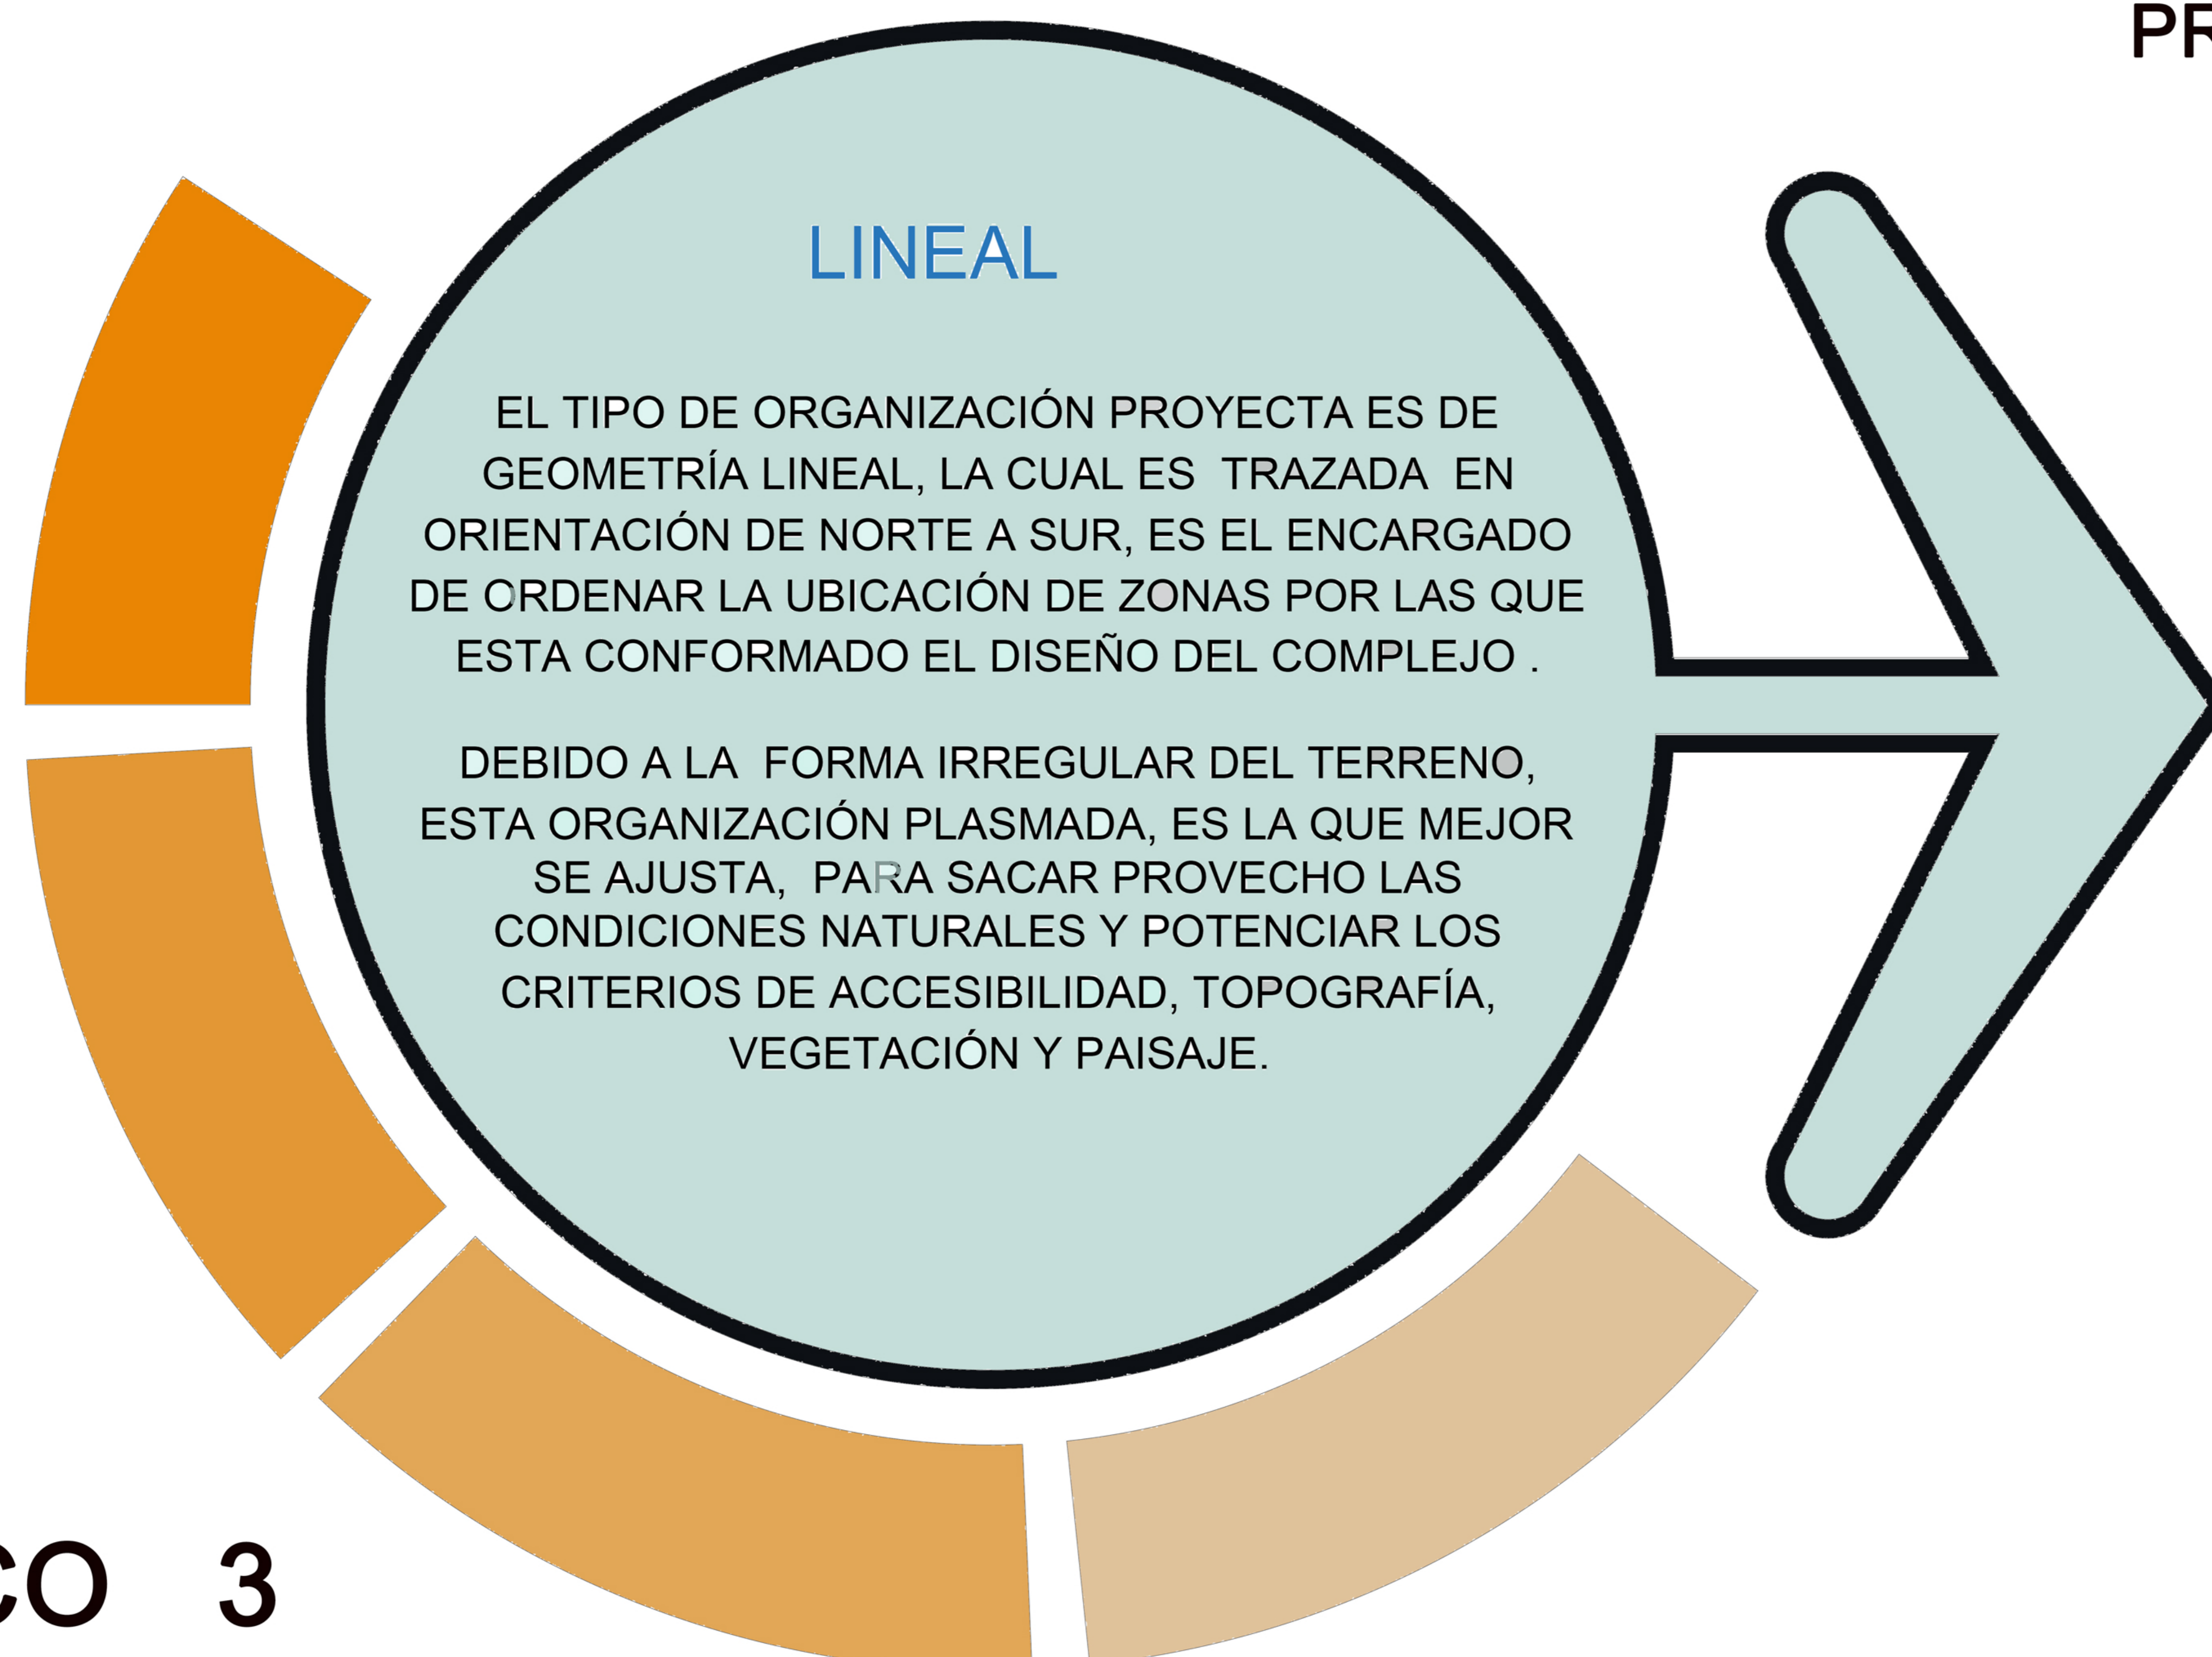 LINEAL
EL TIPO DE ORGANIZACIÓN PROYECTA ES DE
GEOMETRÍA LINEAL, LA CUAL ES TRAZADA EN
ORIENTACIÓN DE NORTE A SUR, ES EL ENCARGADO
DE ORDENAR LA UBICACIÓN DE ZONAS POR LAS QUE
ESTA CONFORMADO EL DISEÑO DEL COMPLEJO .
DEBIDO A LA FORMA IRREGULAR DEL TERRENO,
ESTA ORGANIZACIÓN PLASMADA, ES LA QUE MEJOR
SE AJUSTA, PARA SACAR PROVECHO LAS
CONDICIONES NATURALES Y POTENCIAR LOS
CRITERIOS DE ACCESIBILIDAD, TOPOGRAFÍA,
VEGETACIÓN Y PAISAJE.
3